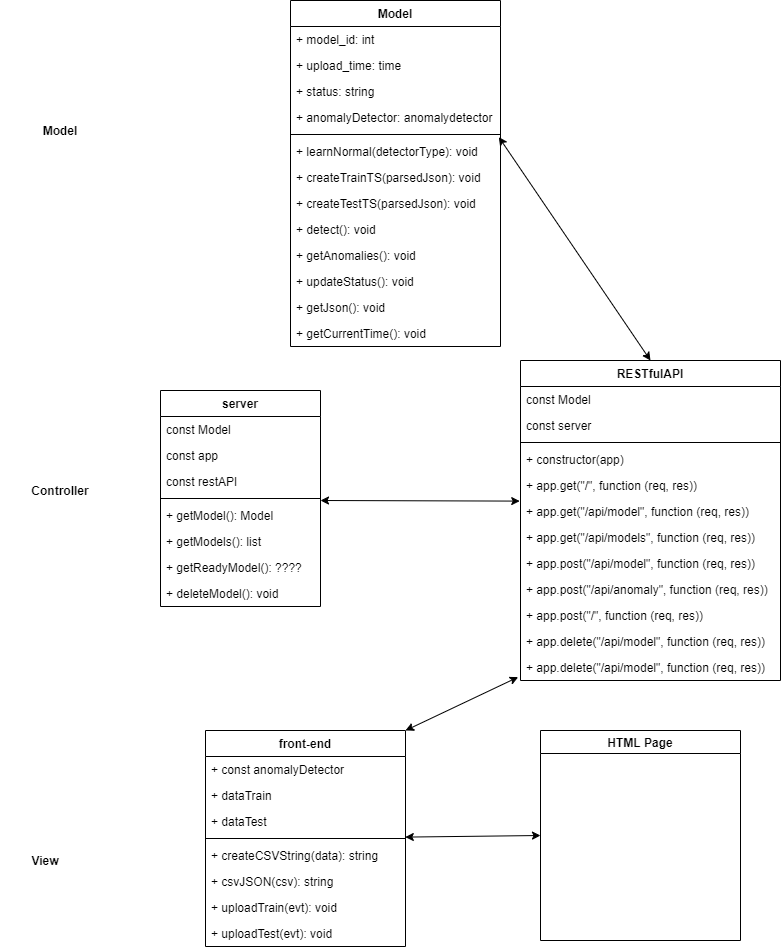 Model
Model
+ model_id: int
+ upload_time: time
+ status: string
+ anomalyDetector: anomalydetector
+ learnNormal(detectorType): void
+ createTrainTS(parsedJson): void
+ createTestTS(parsedJson): void
+ detect(): void
+ getAnomalies(): void
+ updateStatus(): void
+ getJson(): void
+ getCurrentTime(): void
Controller
server
const Model
const app
const restAPI
+ getModel(): Model
+ getModels(): list
+ getReadyModel(): ????
+ deleteModel(): void
RESTfulAPI
const Model
const server
+ constructor(app)
+ app.get("/", function (req, res))
+ app.get("/api/model", function (req, res))
+ app.get("/api/models", function (req, res))
+ app.post("/api/model", function (req, res))
+ app.post("/api/anomaly", function (req, res))
+ app.post("/", function (req, res))
+ app.delete("/api/model", function (req, res))
+ app.delete("/api/model", function (req, res))
View
front-end
+ const anomalyDetector
+ dataTrain
+ dataTest
+ createCSVString(data): string
+ csvJSON(csv): string
+ uploadTrain(evt): void
+ uploadTest(evt): void
HTML Page